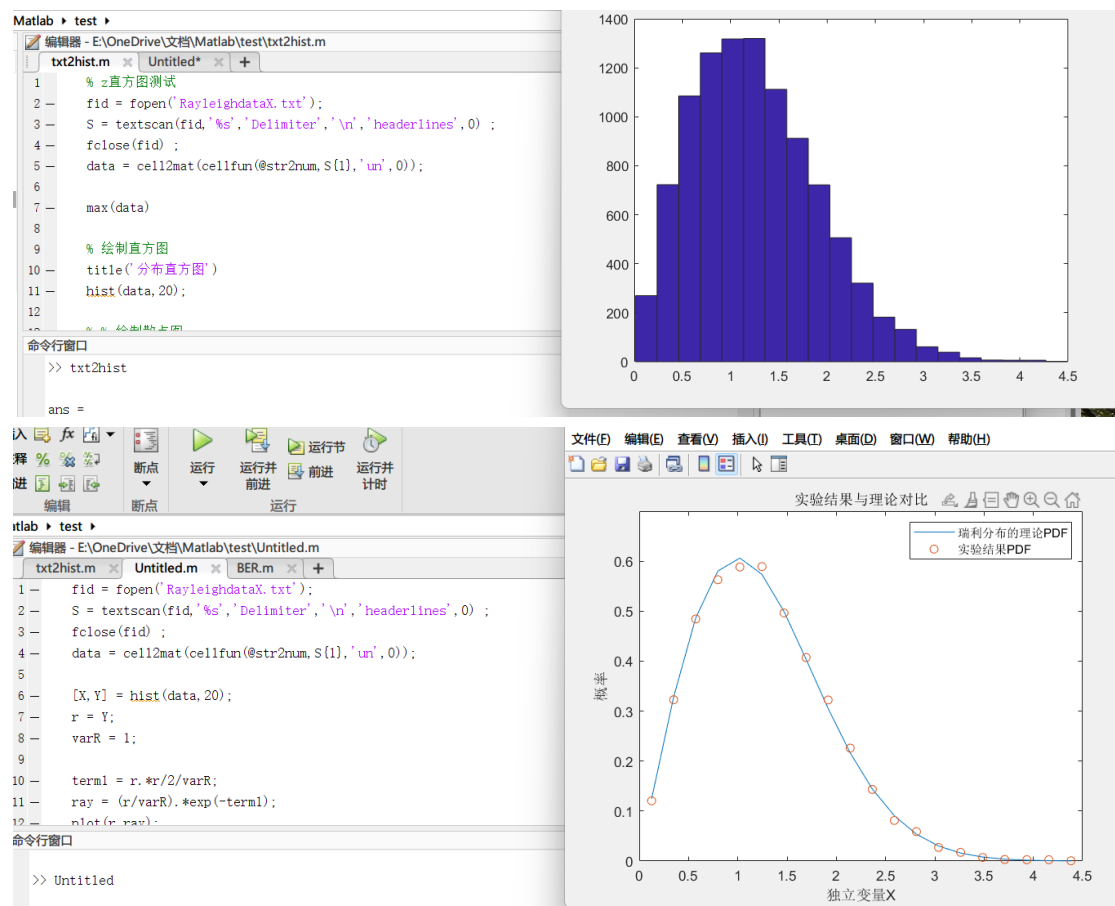 Matlab ▸ test ▸
编辑器 - E:\OneDrive\文档\Matlab\test\txt2hist.m
txt2hist.m × Untitled* × +
1 % z直方图测试
2 — fid = fopen('RayleighdataX.txt');
3 — S = textscan(fid,'%s','Delimiter','\n','headerlines',0) ;
4 — fclose(fid) ;
5 — data = cell2mat(cellfun(@str2num,S{1},'un',0));
6
7 — max(data)
8
9 % 绘制直方图
10 — title('分布直方图')
11 — hist(data,20);
12
% % 绘制散点图
命令行窗口
>> txt2hist
ans =
1400
1200
1000
800
600
400
200
0
0 0.5 1 1.5 2 2.5 3 3.5 4 4.5
fx
断点
运行
运行并
前进
运行节
前进
运行并
计时
编辑
断点
运行
tlab ▸ test ▸
编辑器 - E:\OneDrive\文档\Matlab\test\Untitled.m
txt2hist.m × Untitled.m × BER.m × +
1 — fid = fopen('RayleighdataX.txt');
2 — S = textscan(fid,'%s','Delimiter','\n','headerlines',0) ;
3 — fclose(fid) ;
4 — data = cell2mat(cellfun(@str2num,S{1},'un',0));
5
6 — [X,Y] = hist(data,20);
7 — r = Y;
8 — varR = 1;
9
10 — term1 = r.*r/2/varR;
11 — ray = (r/varR).*exp(-term1);
12 — plot(r,ray);
命令行窗口
>> Untitled
文件(F) 编辑(E) 查看(V) 插入(I) 工具(T) 桌面(D) 窗口(W) 帮助(H)
实验结果与理论对比
瑞利分布的理论PDF
实验结果PDF
0.6
0.5
0.4
0.3
0.2
0.1
0
概率
0 0.5 1 1.5 2 2.5 3 3.5 4 4.5
独立变量X